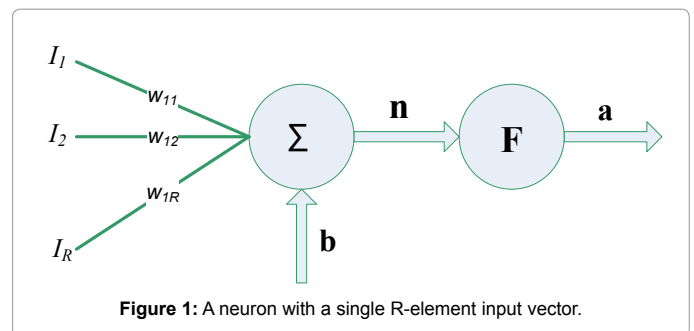 I1
w11
n
a
I2
w12
Σ
F
w1R
IR
b
Figure 1: A neuron with a single R-element input vector.